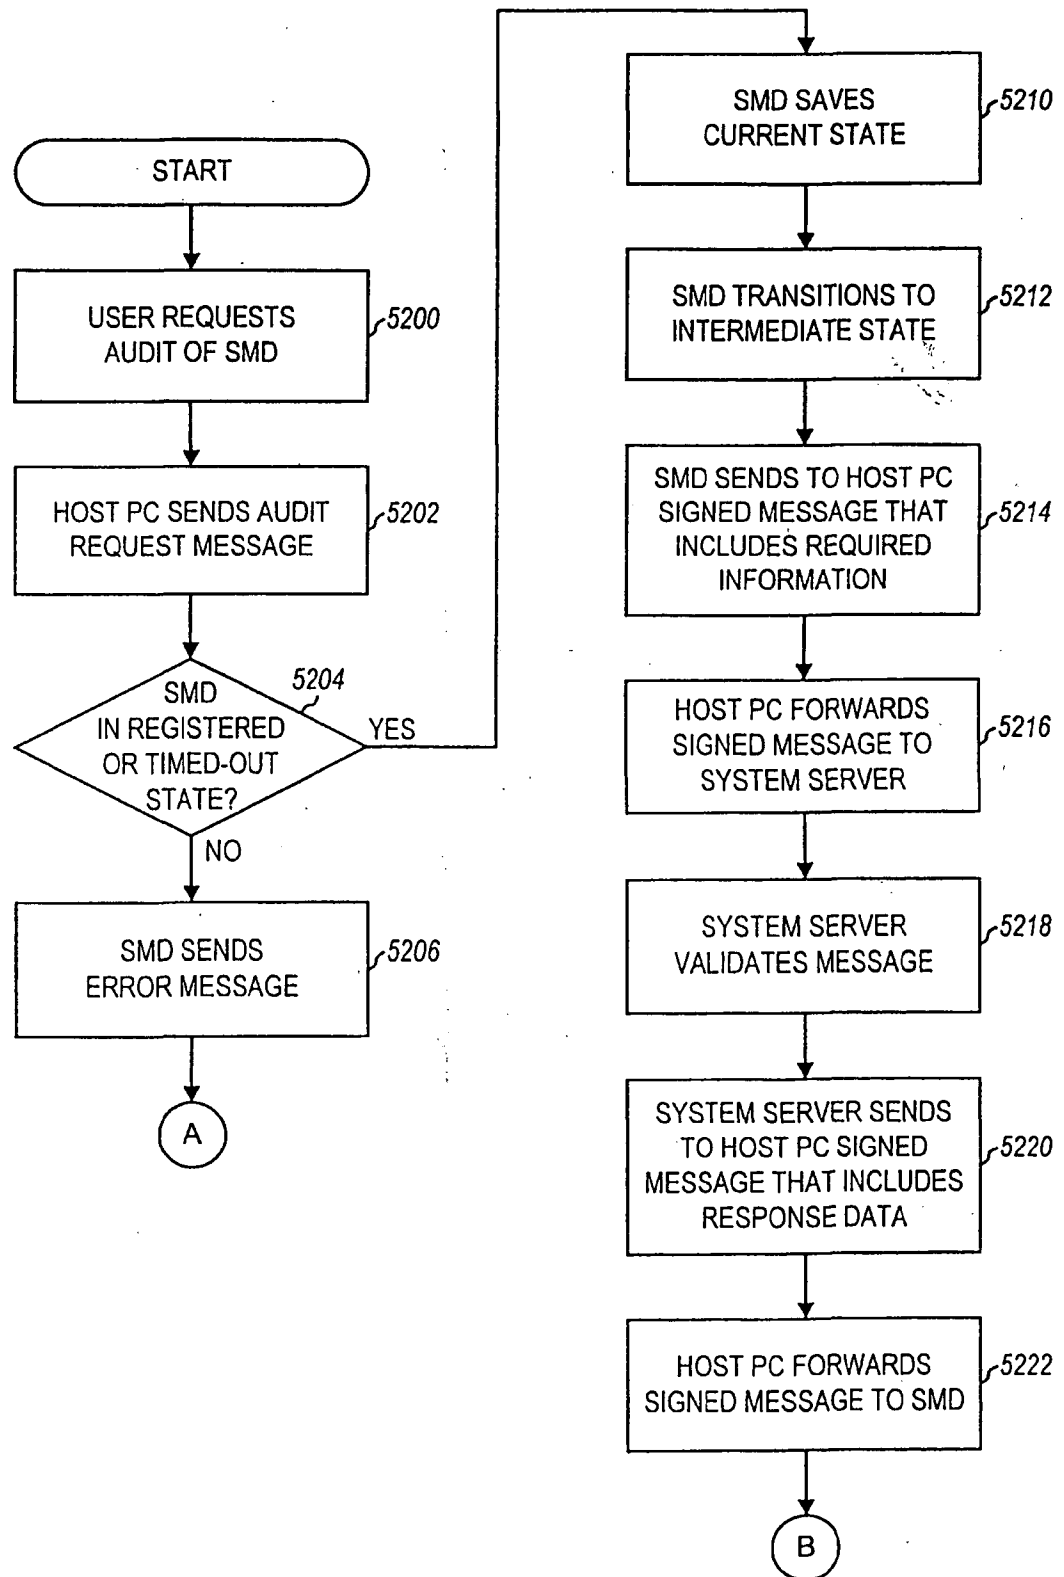 START
USER REQUESTS
AUDIT OF SMD
5200
HOST PC SENDS AUDIT
REQUEST MESSAGE
5202
SMD
IN REGISTERED
OR TIMED-OUT
STATE?
5204
YES
NO
SMD SENDS
ERROR MESSAGE
5206
A
SMD SAVES
CURRENT STATE
5210
SMD TRANSITIONS TO
INTERMEDIATE STATE
5212
SMD SENDS TO HOST PC
SIGNED MESSAGE THAT
INCLUDES REQUIRED
INFORMATION
5214
HOST PC FORWARDS
SIGNED MESSAGE TO
SYSTEM SERVER
5216
SYSTEM SERVER
VALIDATES MESSAGE
5218
SYSTEM SERVER SENDS
TO HOST PC SIGNED
MESSAGE THAT INCLUDES
RESPONSE DATA
5220
HOST PC FORWARDS
SIGNED MESSAGE TO SMD
5222
B